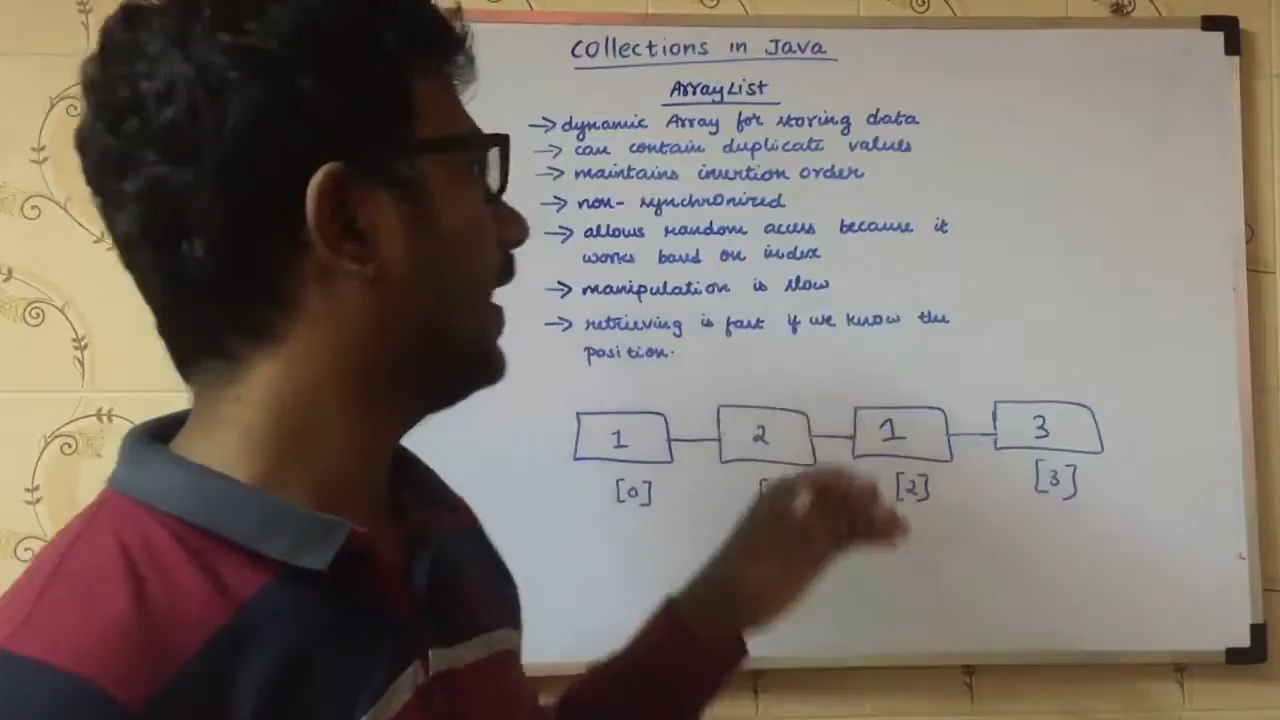 Collections in Java
ArrayList
→ dynamic Array for storing data
→ can contain duplicate values
→ maintains insertion order
→ non-synchronized
→ allows random access because it
works based on index
→ manipulation is slow
→ retrieving is fast if we know the
position.
1 2 1 3
[0] [ [2] [3]